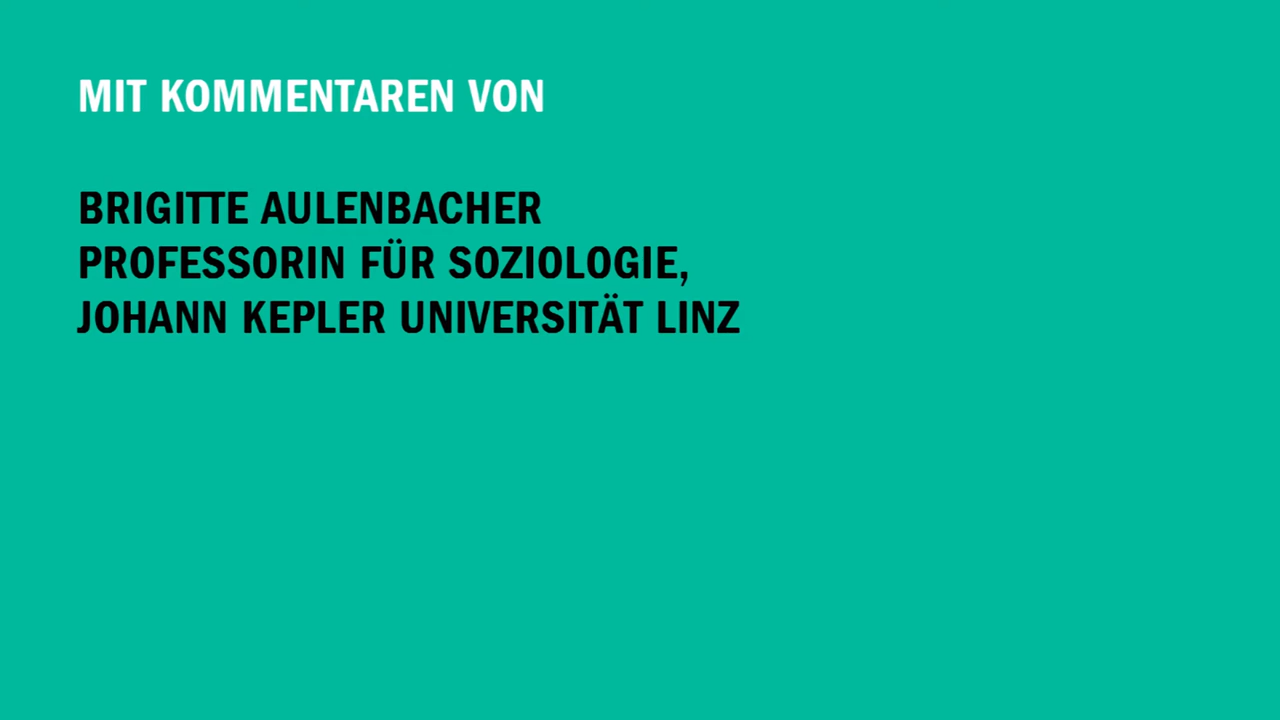 MIT KOMMENTAREN VON
BRIGITTE AULENBACHER
PROFESSORIN FÜR SOZIOLOGIE,
JOHANN KEPLER UNIVERSITÄT LINZ